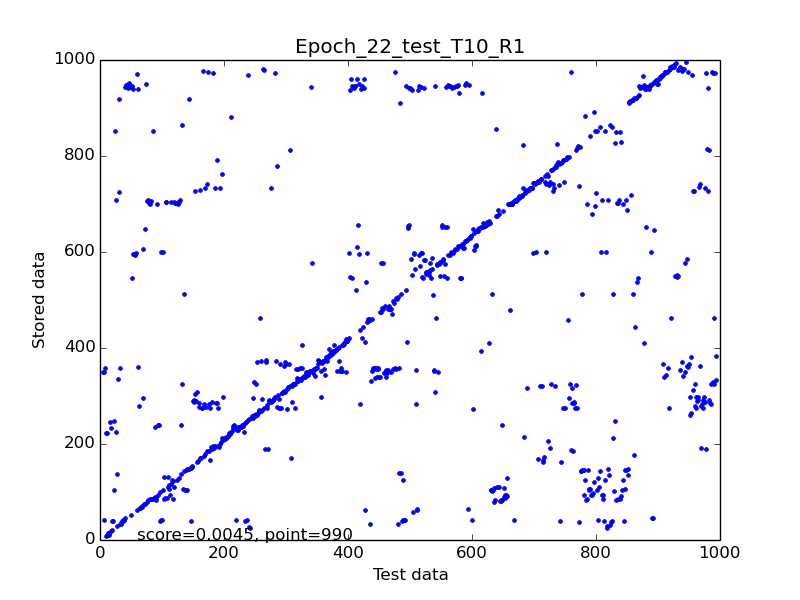 Epoch_22_test_T10_R1
1000
800
600
400
200
0
Stored data
score=0.0045, point=990
0 200 400 600 800 1000
Test data